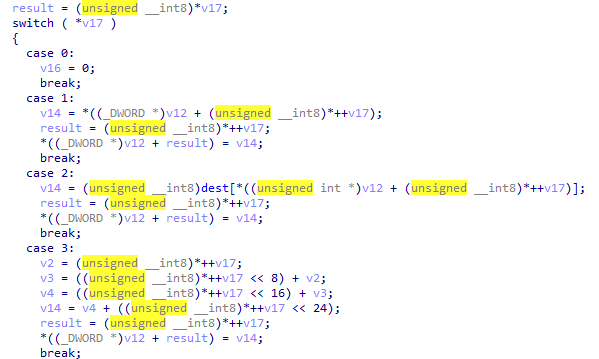 result = (unsigned __int8)*v17;
switch ( *v17 )
{
  case 0:
    v16 = 0;
    break;
  case 1:
    v14 = *((_DWORD *)v12 + (unsigned __int8)*++v17);
    result = (unsigned __int8)*++v17;
    *((_DWORD *)v12 + result) = v14;
    break;
  case 2:
    v14 = (unsigned __int8)dest[*((unsigned int *)v12 + (unsigned __int8)*++v17)];
    result = (unsigned __int8)*++v17;
    *((_DWORD *)v12 + result) = v14;
    break;
  case 3:
    v2 = (unsigned __int8)*++v17;
    v3 = ((unsigned __int8)*++v17 << 8) + v2;
    v4 = ((unsigned __int8)*++v17 << 16) + v3;
    v14 = v4 + ((unsigned __int8)*++v17 << 24);
    result = (unsigned __int8)*++v17;
    *((_DWORD *)v12 + result) = v14;
    break;